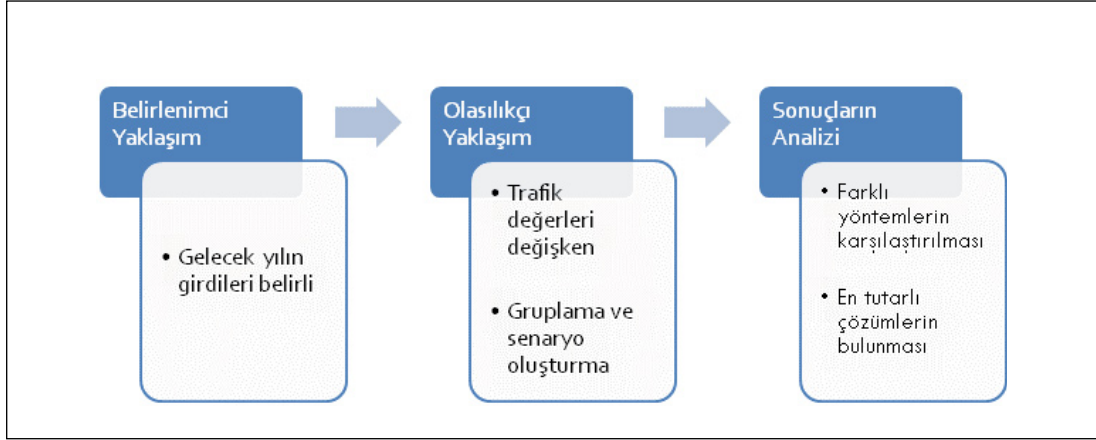 Belirlenimci
Yaklaşım
• Gelecek yılın
girdileri belirli
Olasılıkçı
Yaklaşım
• Trafik
değerleri
değişken
• Gruplama ve
senaryo
oluşturma
Sonuçların
Analizi
• Farklı
yöntemlerin
karşılaştırılması
• En tutarlı
çözümlerin
bulunması